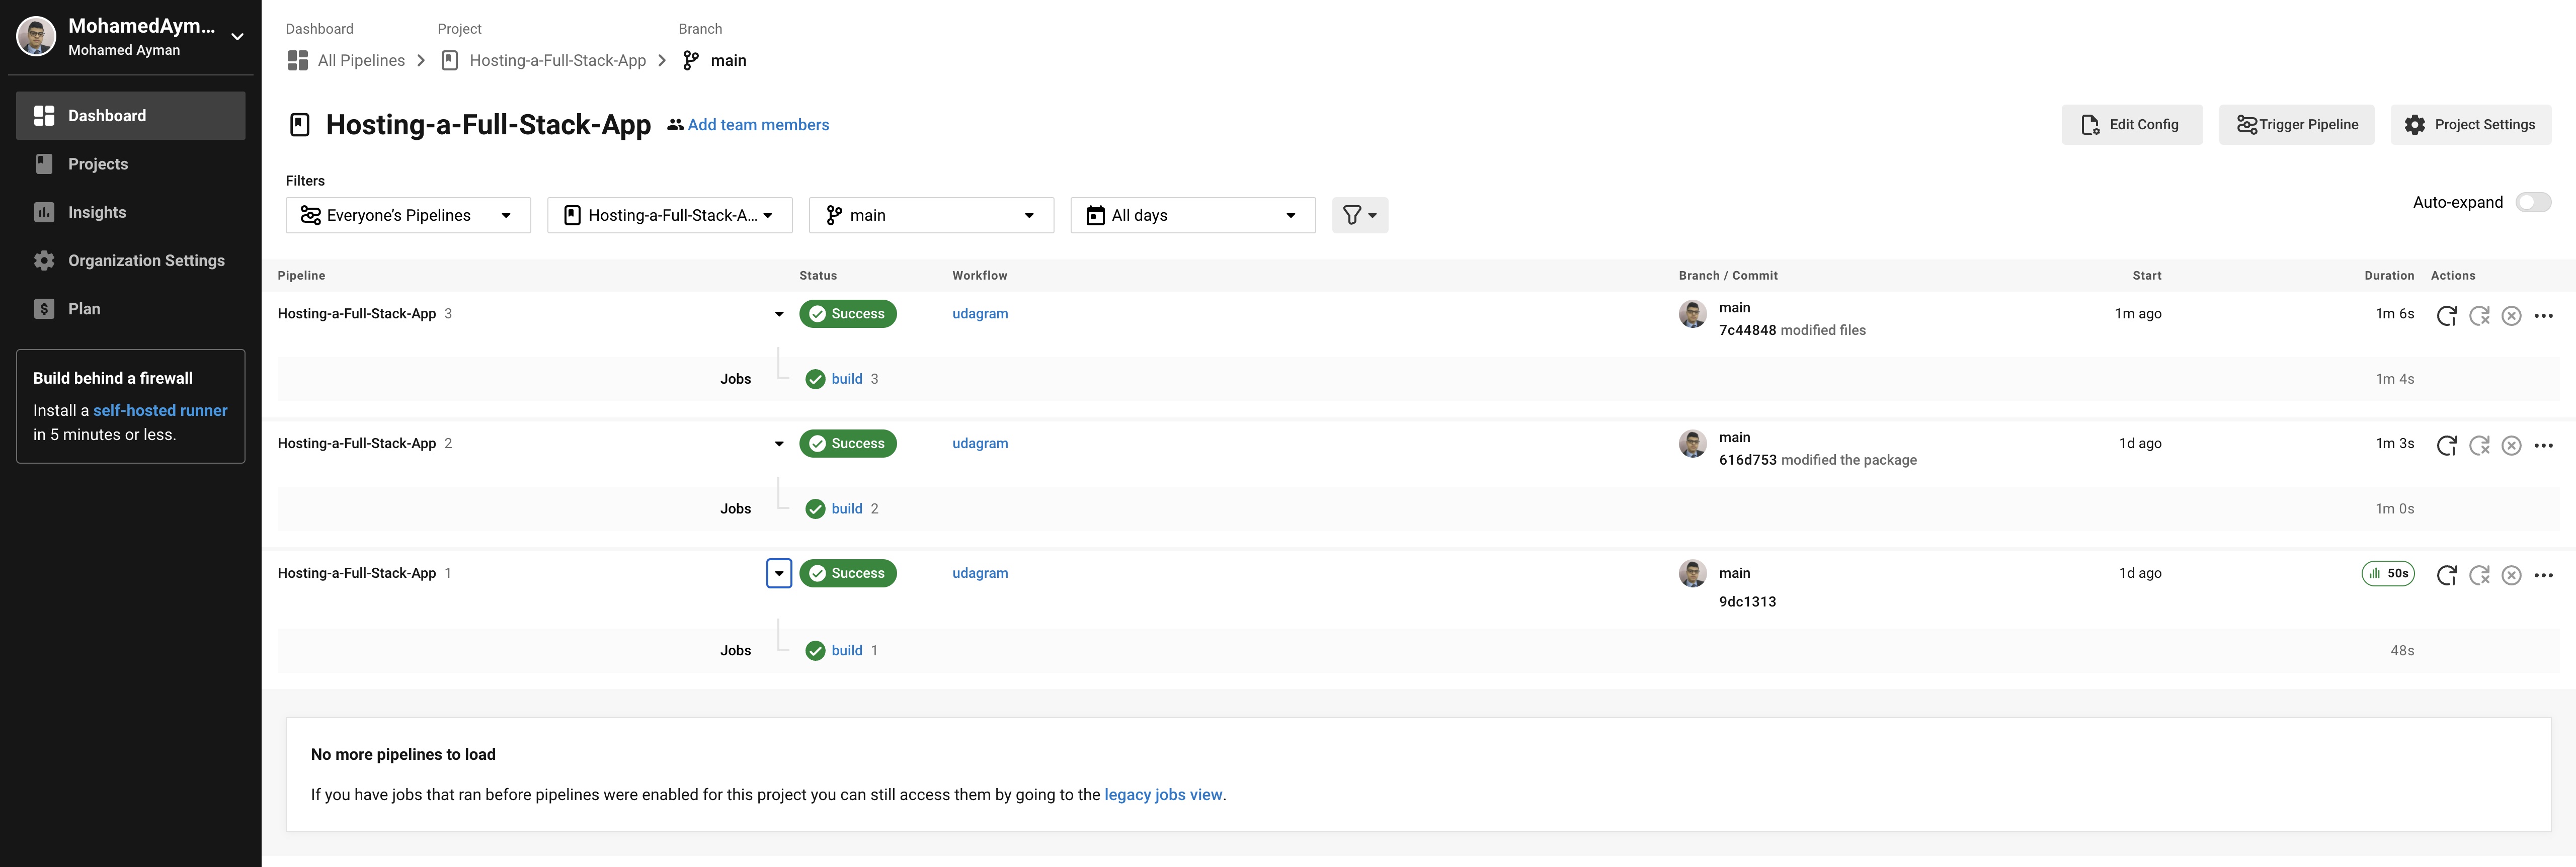 MohamedAym...
Mohamed Ayman
Dashboard
Projects
Insights
Organization Settings
Plan
Build behind a firewall
Install a self-hosted runner
in 5 minutes or less.
Dashboard Project Branch
All Pipelines Hosting-a-Full-Stack-App main
Hosting-a-Full-Stack-App Add team members
Edit Config Trigger Pipeline Project Settings
Filters
Everyone’s Pipelines Hosting-a-Full-Stack-A... main All days
Auto-expand
Pipeline Status Workflow Branch / Commit Start Duration Actions
Hosting-a-Full-Stack-App 3 Success udagram main 1m ago 1m 6s
7c44848 modified files
Jobs build 3 1m 4s
Hosting-a-Full-Stack-App 2 Success udagram main 1d ago 1m 3s
616d753 modified the package
Jobs build 2 1m 0s
Hosting-a-Full-Stack-App 1 Success udagram main 1d ago 50s
9dc1313
Jobs build 1 48s
No more pipelines to load
If you have jobs that ran before pipelines were enabled for this project you can still access them by going to the legacy jobs view.